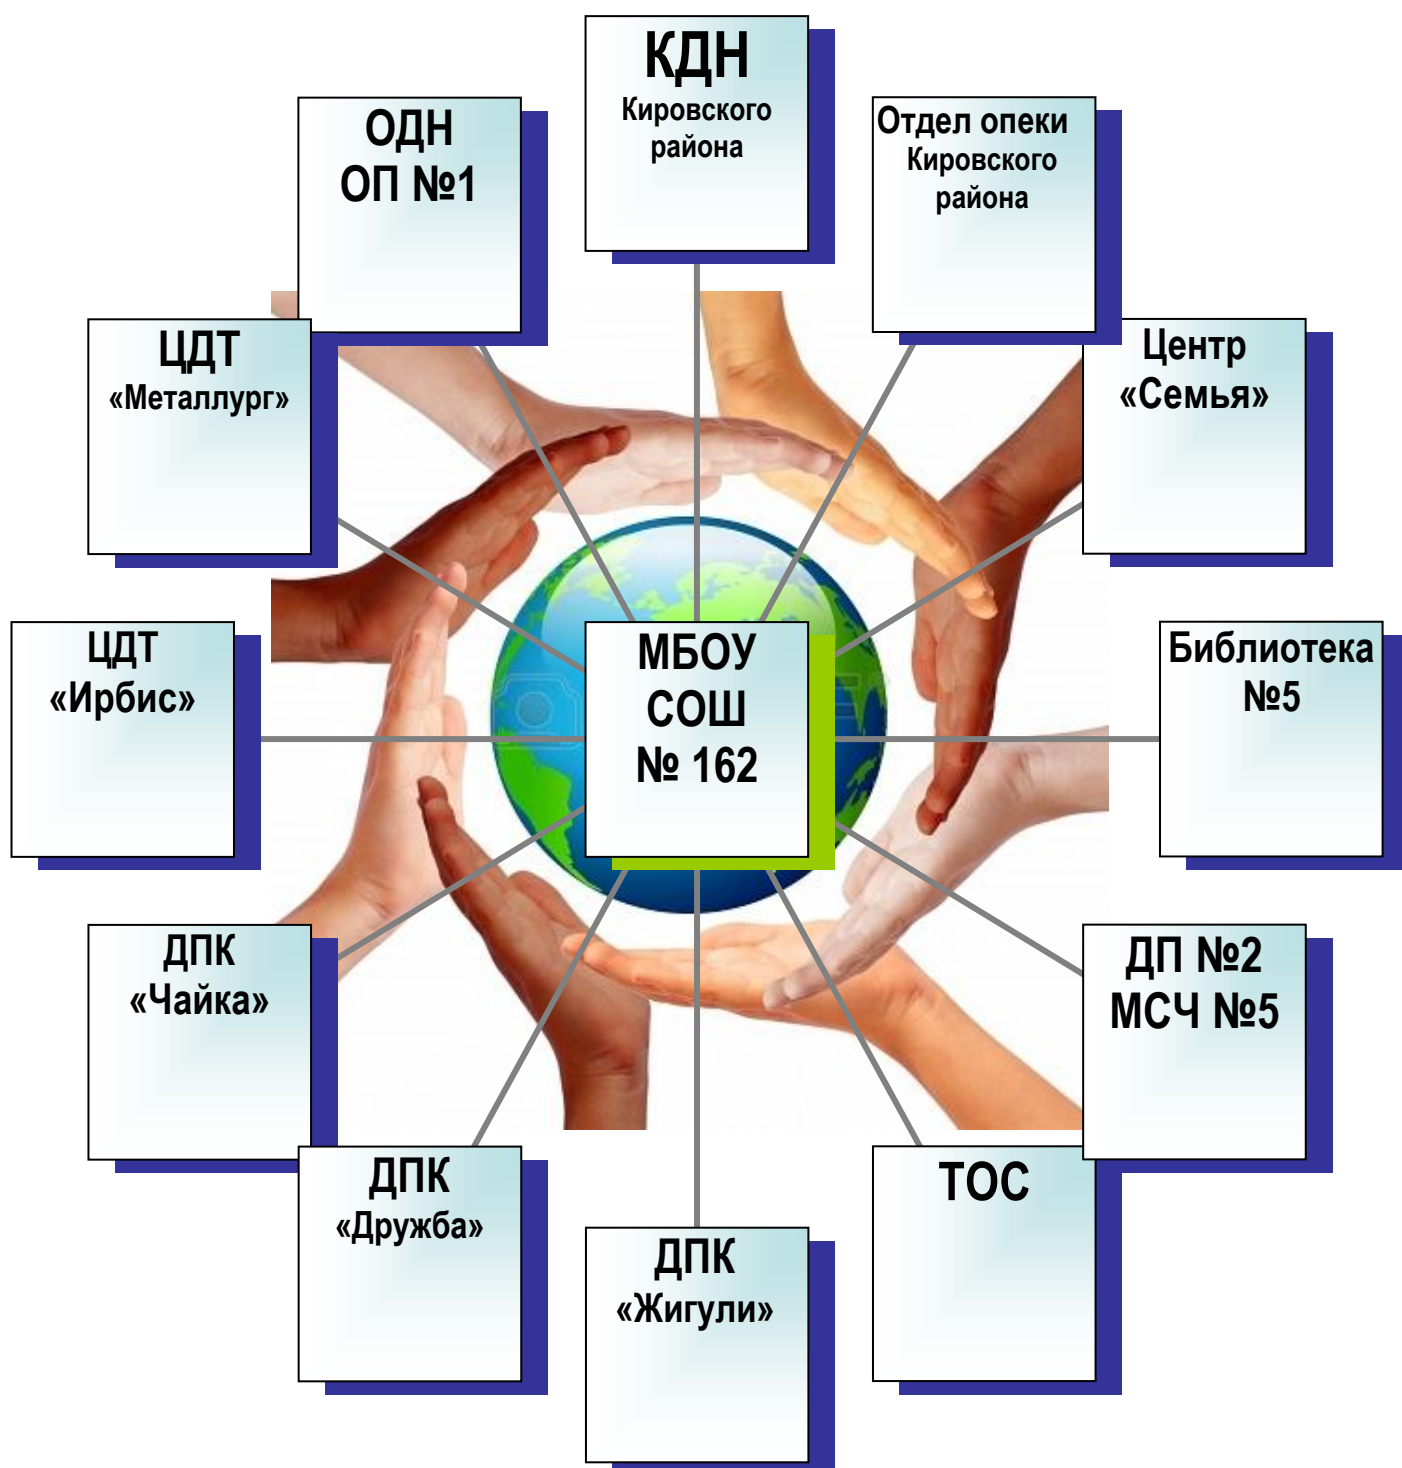 КДН
Кировского
района
Отдел опеки
Кировского
района
Центр
«Семья»
Библиотека
№5
ДП №2
МСЧ №5
ТОС
ДПК
«Жигули»
ДПК
«Дружба»
ДПК
«Чайка»
ЦДТ
«Ирбис»
ЦДТ
«Металлург»
ОДН
ОП №1
МБОУ
СОШ
№ 162